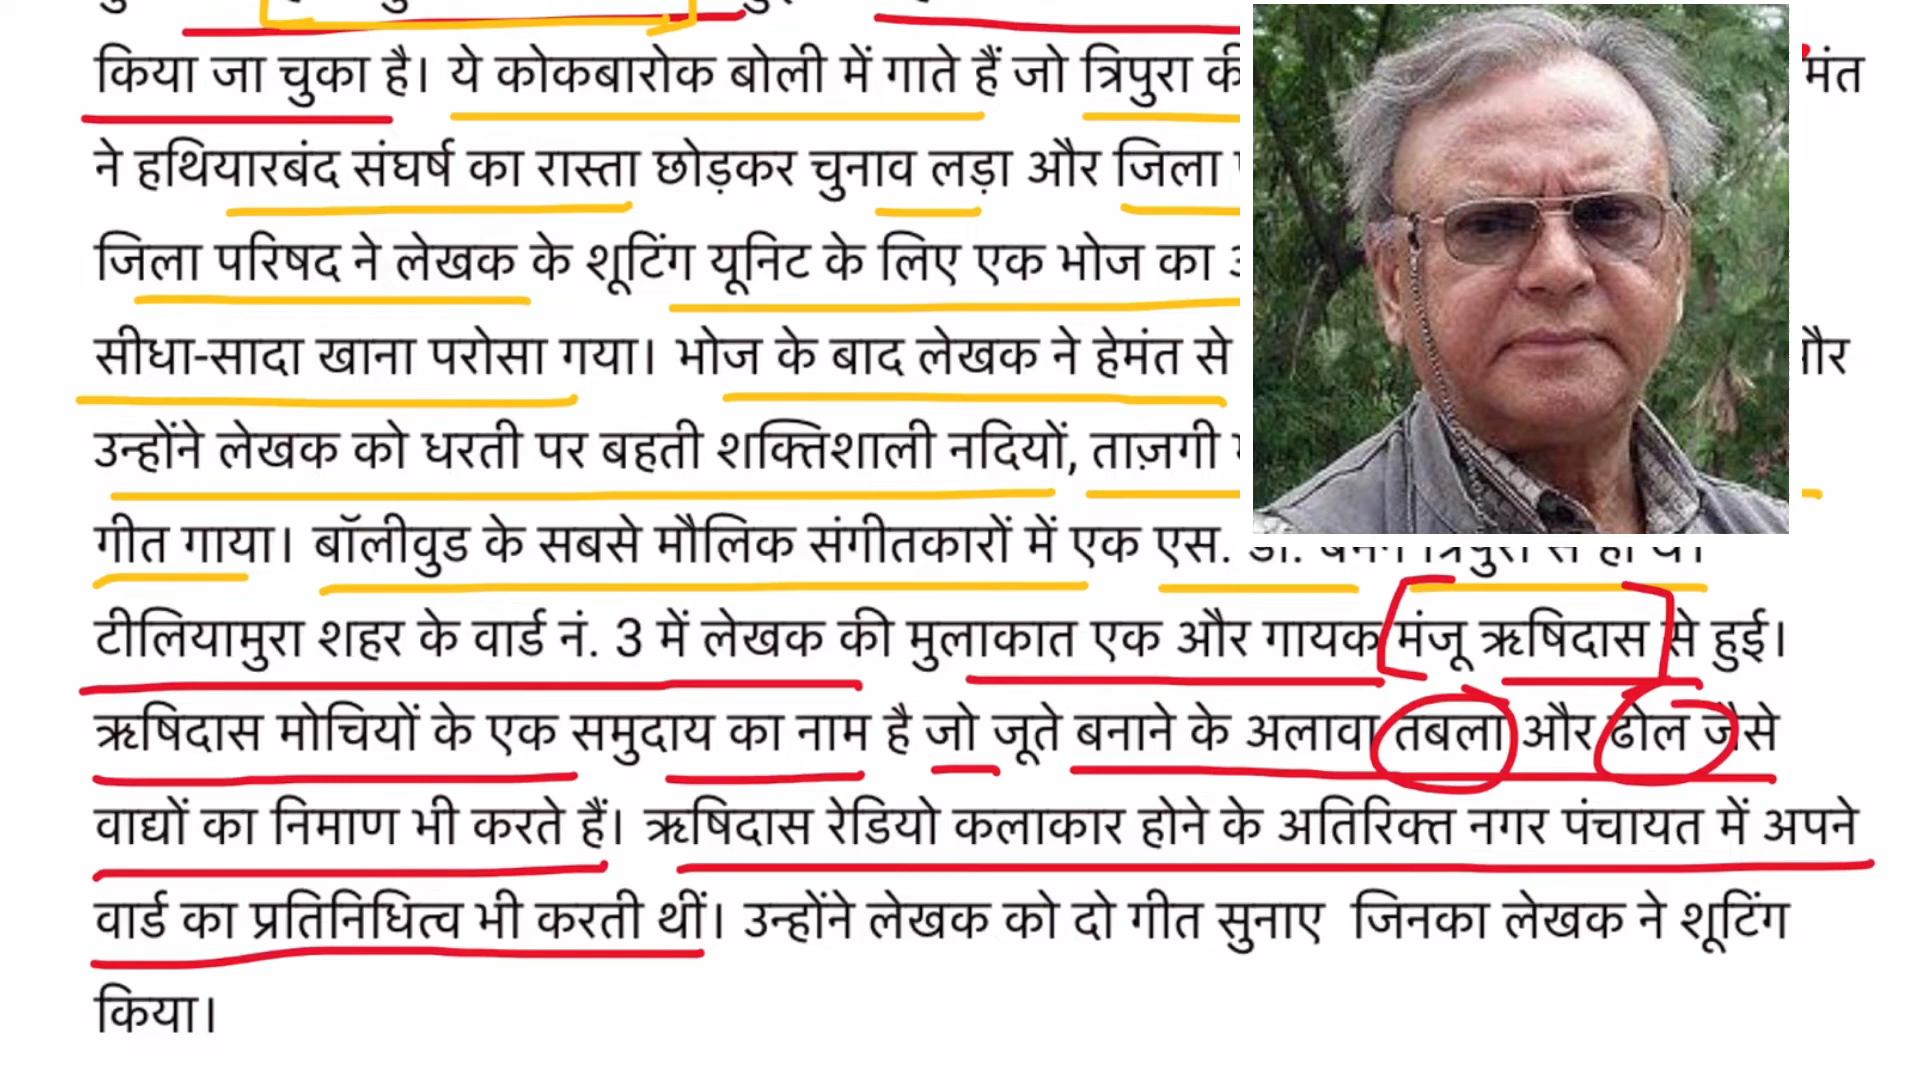 किया जा चुका है। ये कोकबारोक बोली में गाते हैं जो त्रिपुरा की मंत
ने हथियारबंद संघर्ष का रास्ता छोड़कर चुनाव लड़ा और जिला
जिला परिषद ने लेखक के शूटिंग यूनिट के लिए एक भोज का
सीधा-सादा खाना परोसा गया। भोज के बाद लेखक ने हेमंत से और
उन्होंने लेखक को धरती पर बहती शक्तिशाली नदियों, ताज़गी
गीत गाया। बॉलीवुड के सबसे मौलिक संगीतकारों में एक एस. डी. बर्मन त्रिपुरा से ही थे।
टीलियामुरा शहर के वार्ड नं. 3 में लेखक की मुलाकात एक और गायक मंजू ऋषिदास से हुई।
ऋषिदास मोचियों के एक समुदाय का नाम है जो जूते बनाने के अलावा तबला और ढोल जैसे
वाद्यों का निमाण भी करते हैं। ऋषिदास रेडियो कलाकार होने के अतिरिक्त नगर पंचायत में अपने
वार्ड का प्रतिनिधित्व भी करती थीं। उन्होंने लेखक को दो गीत सुनाए जिनका लेखक ने शूटिंग
किया।